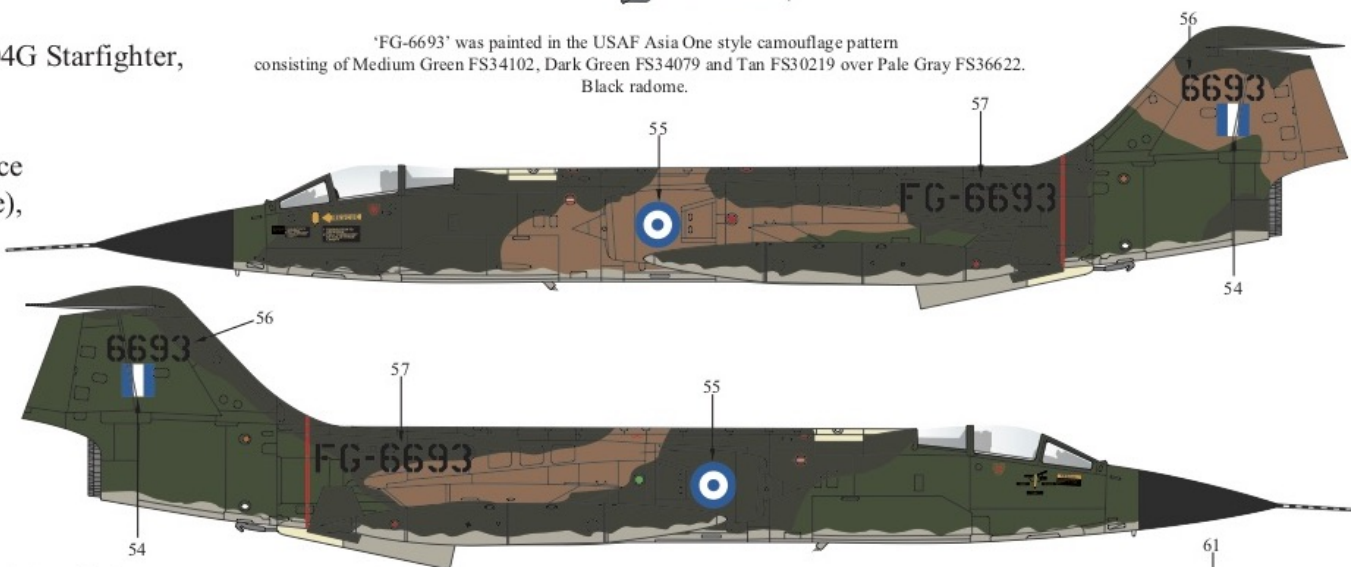 04G Starfighter,
ce
e),
‘FG-6693’ was painted in the USAF Asia One style camouflage pattern
consisting of Medium Green FS34102, Dark Green FS34079 and Tan FS30219 over Pale Gray FS36622.
Black radome.
56
6693
57
55
FG-6693
54
56
6693
57
55
FG-6693
54
61